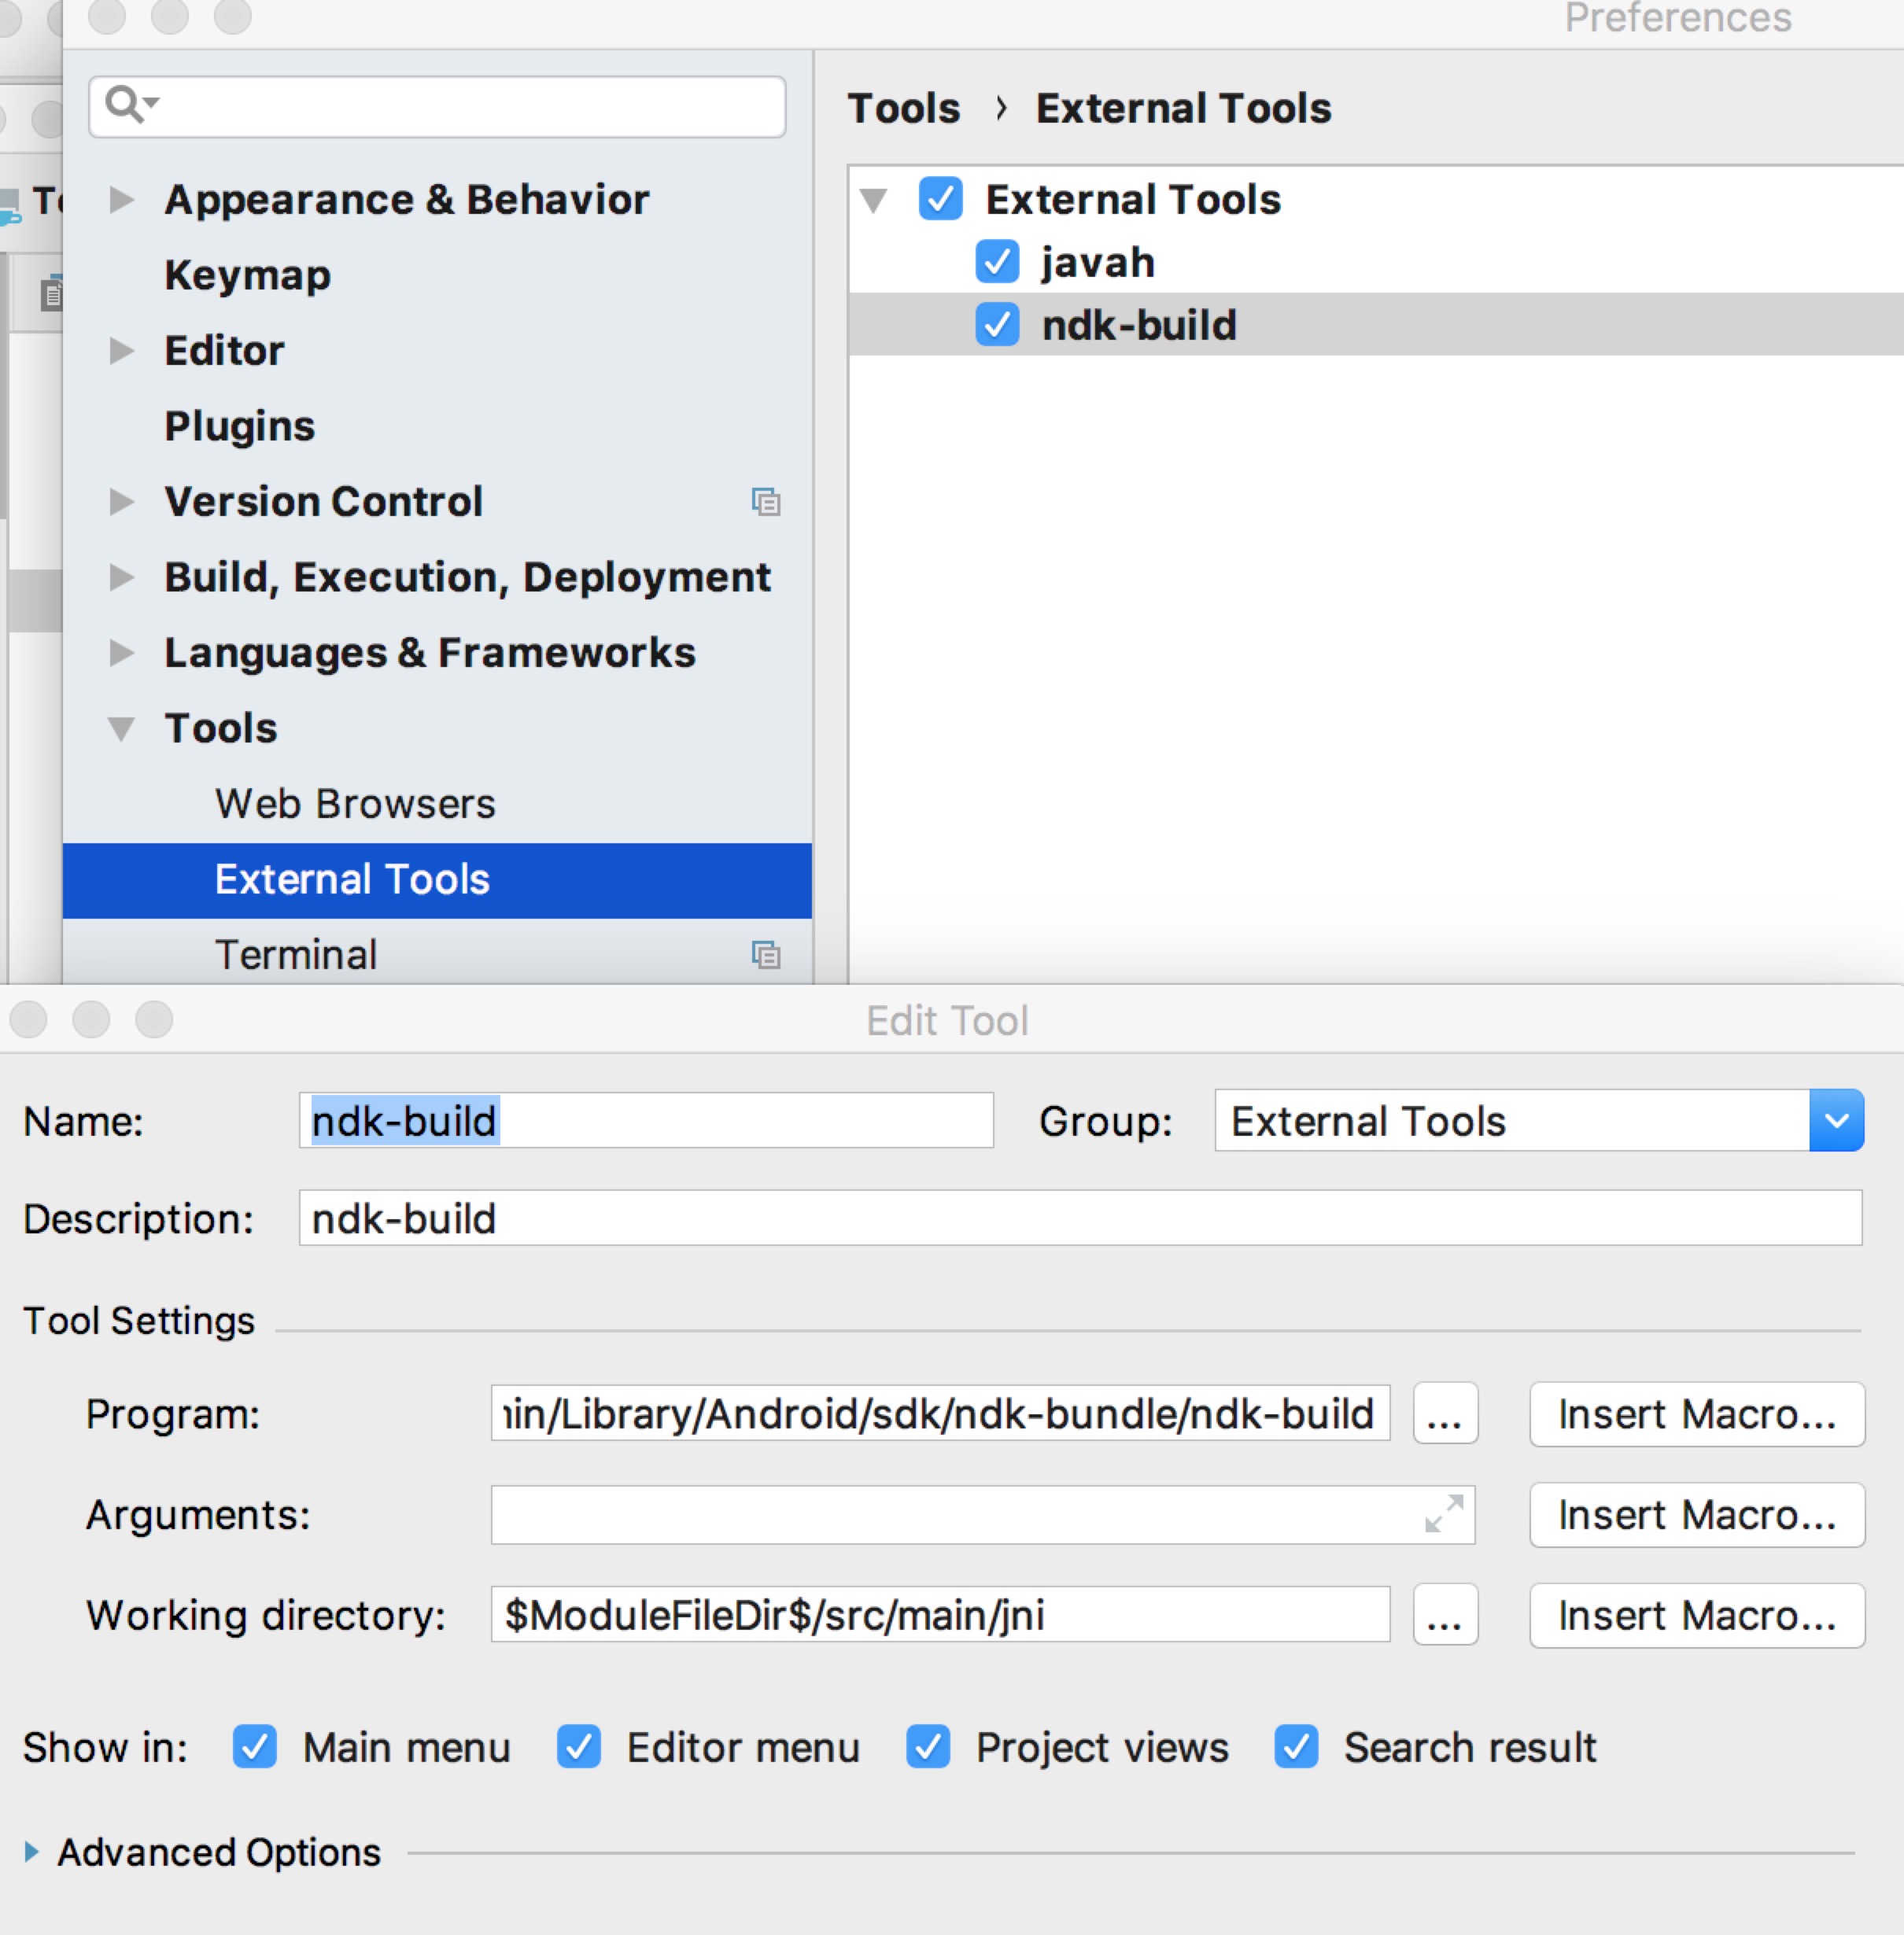 Preferences
Tools › External Tools
Appearance & Behavior
Keymap
Editor
Plugins
Version Control
Build, Execution, Deployment
Languages & Frameworks
Tools
Web Browsers
External Tools
Terminal
External Tools
javah
ndk-build
Edit Tool
Name: ndk-build Group: External Tools
Description: ndk-build
Tool Settings
Program: in/Library/Android/sdk/ndk-bundle/ndk-build ... Insert Macro...
Arguments: Insert Macro...
Working directory: $ModuleFileDir$/src/main/jni ... Insert Macro...
Show in: Main menu Editor menu Project views Search result
Advanced Options